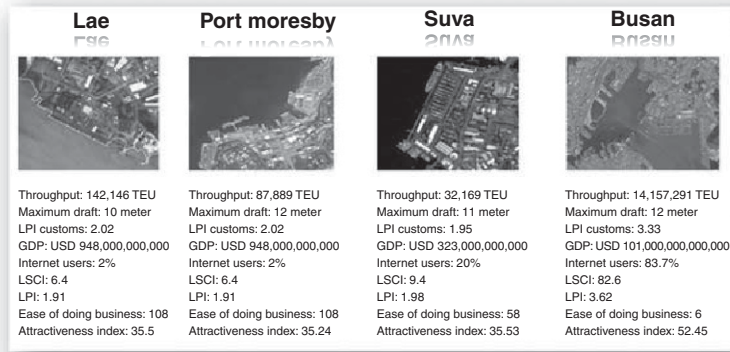 Lae
Throughput: 142,146 TEU
Maximum draft: 10 meter
LPI customs: 2.02
GDP: USD 948,000,000,000
Internet users: 2%
LSCI: 6.4
LPI: 1.91
Ease of doing business: 108
Attractiveness index: 35.5
Port moresby
Throughput: 87,889 TEU
Maximum draft: 12 meter
LPI customs: 2.02
GDP: USD 948,000,000,000
Internet users: 2%
LSCI: 6.4
LPI: 1.91
Ease of doing business: 108
Attractiveness index: 35.24
Suva
Throughput: 32,169 TEU
Maximum draft: 11 meter
LPI customs: 1.95
GDP: USD 323,000,000,000
Internet users: 20%
LSCI: 9.4
LPI: 1.98
Ease of doing business: 58
Attractiveness index: 35.53
Busan
Throughput: 14,157,291 TEU
Maximum draft: 12 meter
LPI customs: 3.33
GDP: USD 101,000,000,000,000
Internet users: 83.7%
LSCI: 82.6
LPI: 3.62
Ease of doing business: 6
Attractiveness index: 52.45